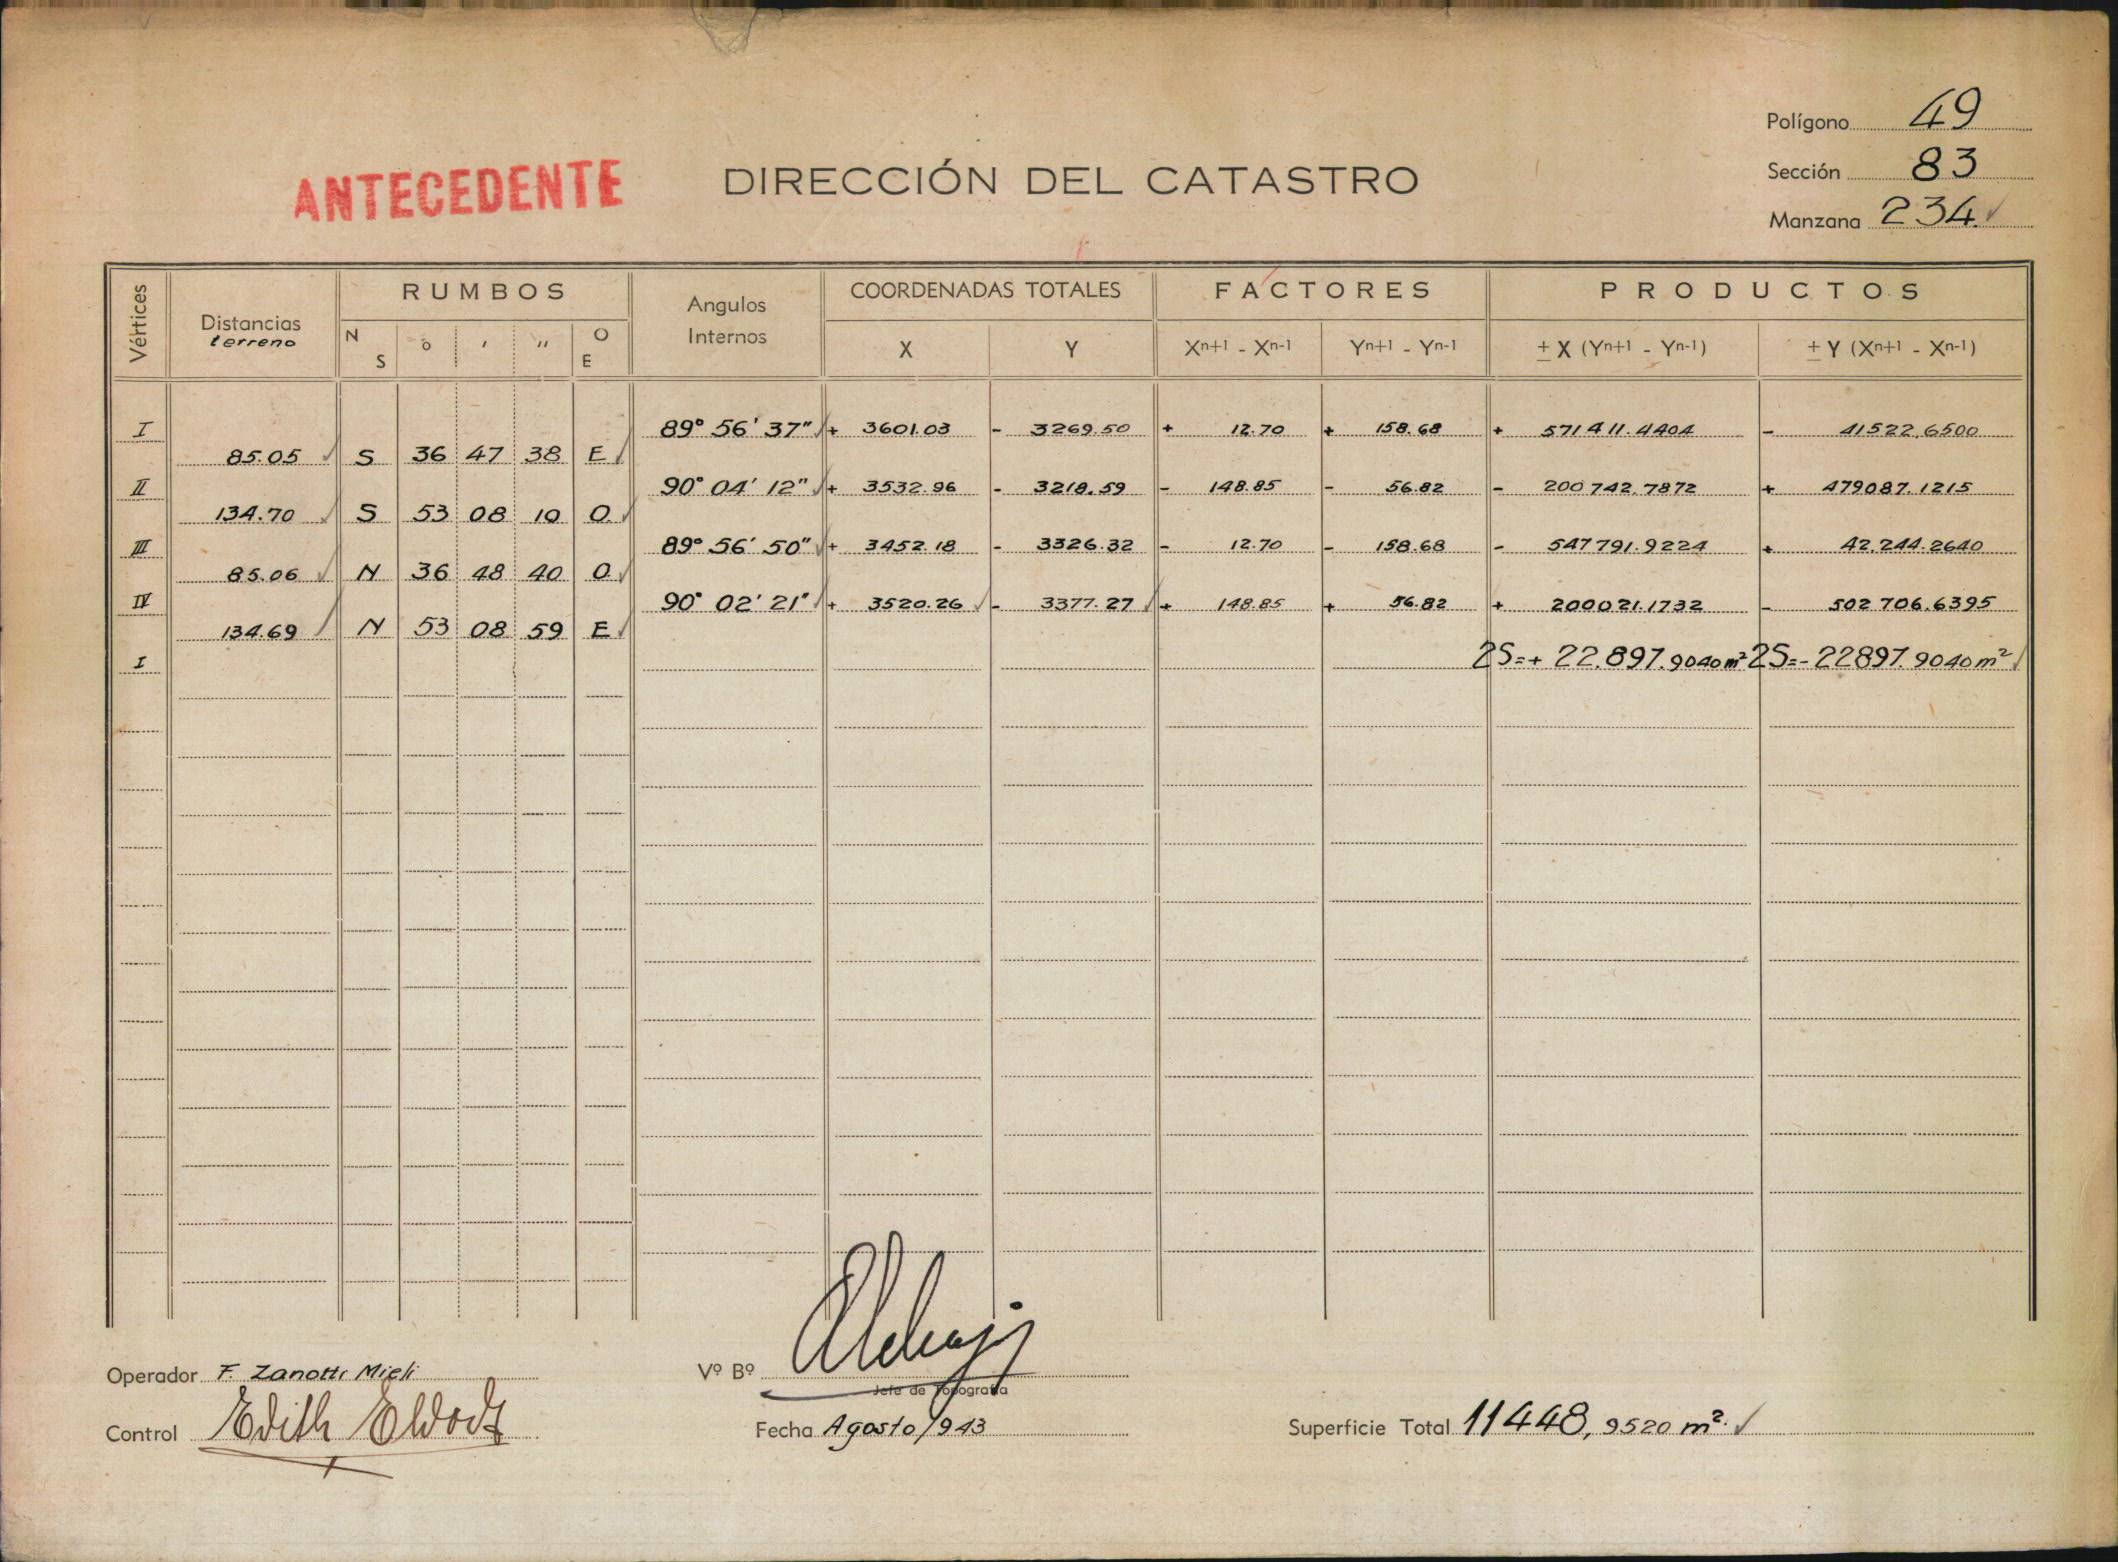 Polígono 49
ANTECEDENTE DIRECCIÓN DEL CATASTRO
Sección 83
Manzana 234.
Vértices Distancias terreno RUMBOS Angulos Internos COORDENADAS TOTALES FACTORES PRODUCTOS
N S ° ' " O E X Y Xn+1 - Xn-1 Yn+1 - Yn-1 ± X (Yn+1 - Yn-1) ± Y (Xn+1 - Xn-1)
I 89° 56' 37" + 3601.03 - 3269.50 + 12.70 + 158.68 + 571411.4404 - 41522.6500
85.05 S 36 47 38 E
II 90° 04' 12" + 3532.96 - 3218.59 - 148.85 - 56.82 - 200742.7872 + 479087.1215
134.70 S 53 08 10 O
III 89° 56' 50" + 3452.18 - 3326.32 - 12.70 - 158.68 - 547791.9224 + 42.244.2640
85.06 N 36 48 40 O
IV 90° 02' 21" + 3520.26 - 3377.27 + 148.85 + 56.82 + 200021.1732 - 502706.6395
134.69 N 53 08 59 E
I 2S=+ 22.897.9040 m² 2S=- 22897.9040 m²
Operador F. Zanotti Mieli Vº Bº
Jefe de Topografía
Control Edith Fecha Agosto/943 Superficie Total 11448,9520 m².